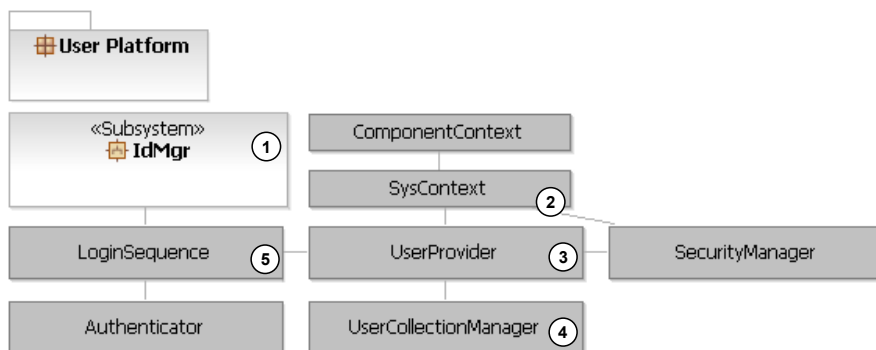 User Platform
«Subsystem»
IdMgr
1
ComponentContext
SysContext
2
LoginSequence
5
UserProvider
3
SecurityManager
Authenticator
UserCollectionManager
4